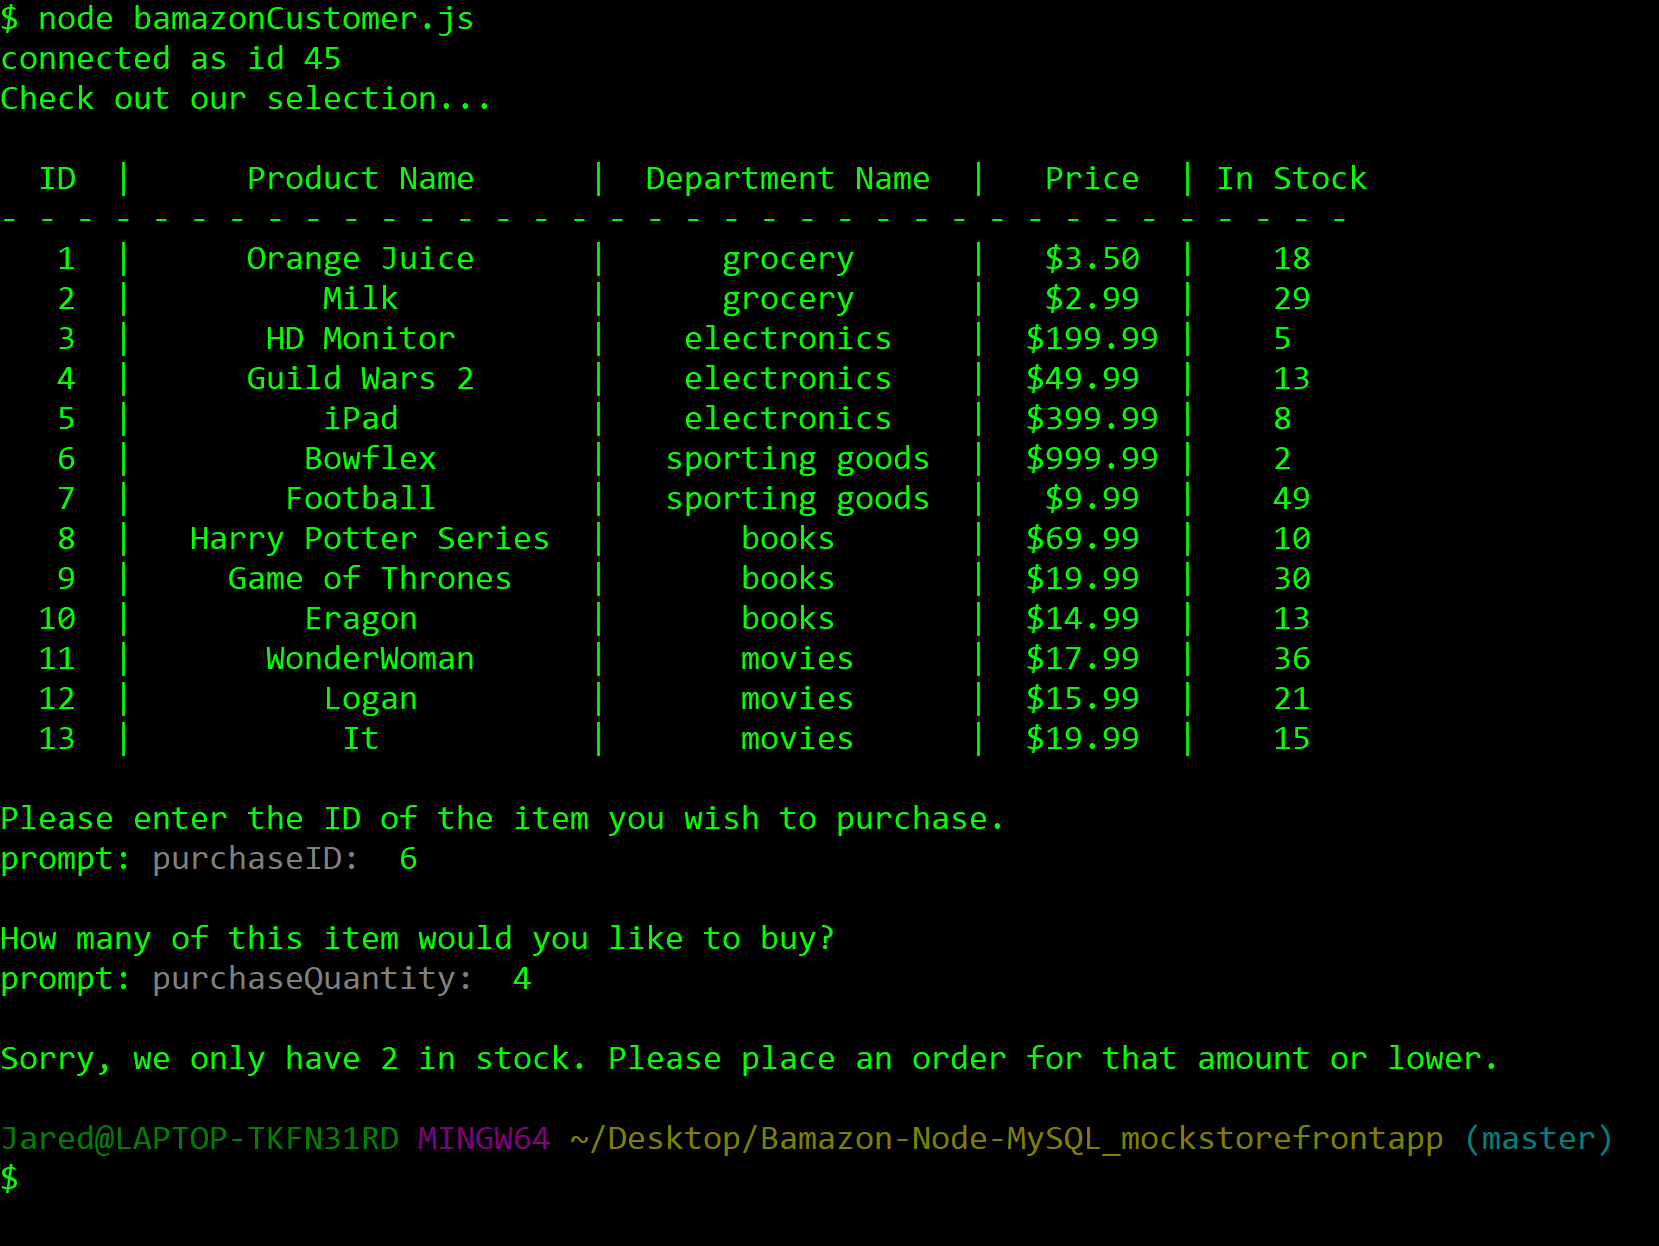 $ node bamazonCustomer.js
connected as id 45
Check out our selection...
ID | Product Name | Department Name | Price | In Stock
- - - - - - - - - - - - - - - - - - - - - - - - - - - - - - - - - - - -
1 | Orange Juice | grocery | $3.50 | 18
2 | Milk | grocery | $2.99 | 29
3 | HD Monitor | electronics | $199.99 | 5
4 | Guild Wars 2 | electronics | $49.99 | 13
5 | iPad | electronics | $399.99 | 8
6 | Bowflex | sporting goods | $999.99 | 2
7 | Football | sporting goods | $9.99 | 49
8 | Harry Potter Series | books | $69.99 | 10
9 | Game of Thrones | books | $19.99 | 30
10 | Eragon | books | $14.99 | 13
11 | WonderWoman | movies | $17.99 | 36
12 | Logan | movies | $15.99 | 21
13 | It | movies | $19.99 | 15
Please enter the ID of the item you wish to purchase.
prompt: purchaseID:  6
How many of this item would you like to buy?
prompt: purchaseQuantity:  4
Sorry, we only have 2 in stock. Please place an order for that amount or lower.
Jared@LAPTOP-TKFN31RD MINGW64 ~/Desktop/Bamazon-Node-MySQL_mockstorefrontapp (master)
$